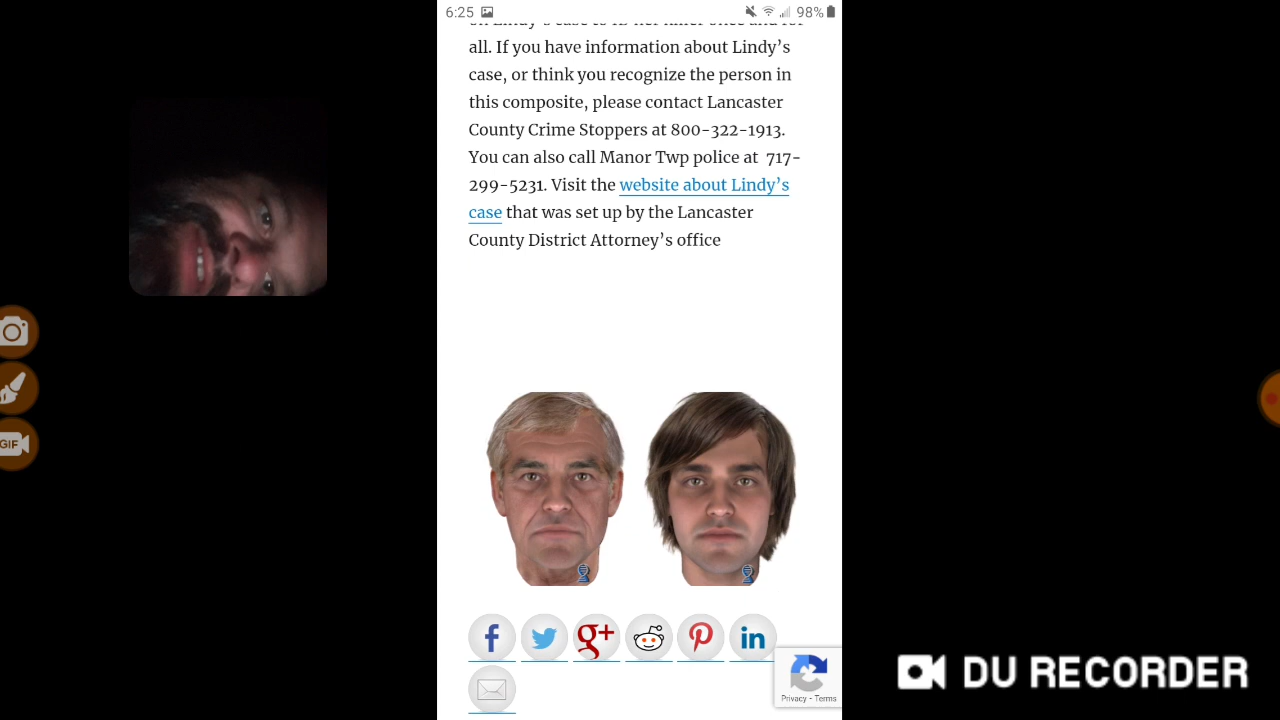 6:25
98%
all. If you have information about Lindy’s
case, or think you recognize the person in
this composite, please contact Lancaster
County Crime Stoppers at 800-322-1913.
You can also call Manor Twp police at 717-
299-5231. Visit the website about Lindy’s
case that was set up by the Lancaster
County District Attorney’s office
GIF
f
g+
in
Privacy - Terms
DU RECORDER